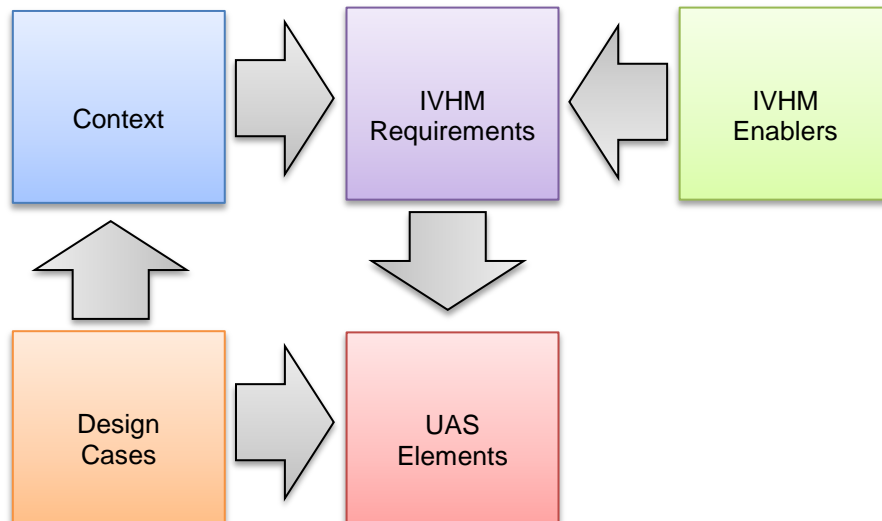 Context
IVHM
Requirements
IVHM
Enablers
Design
Cases
UAS
Elements